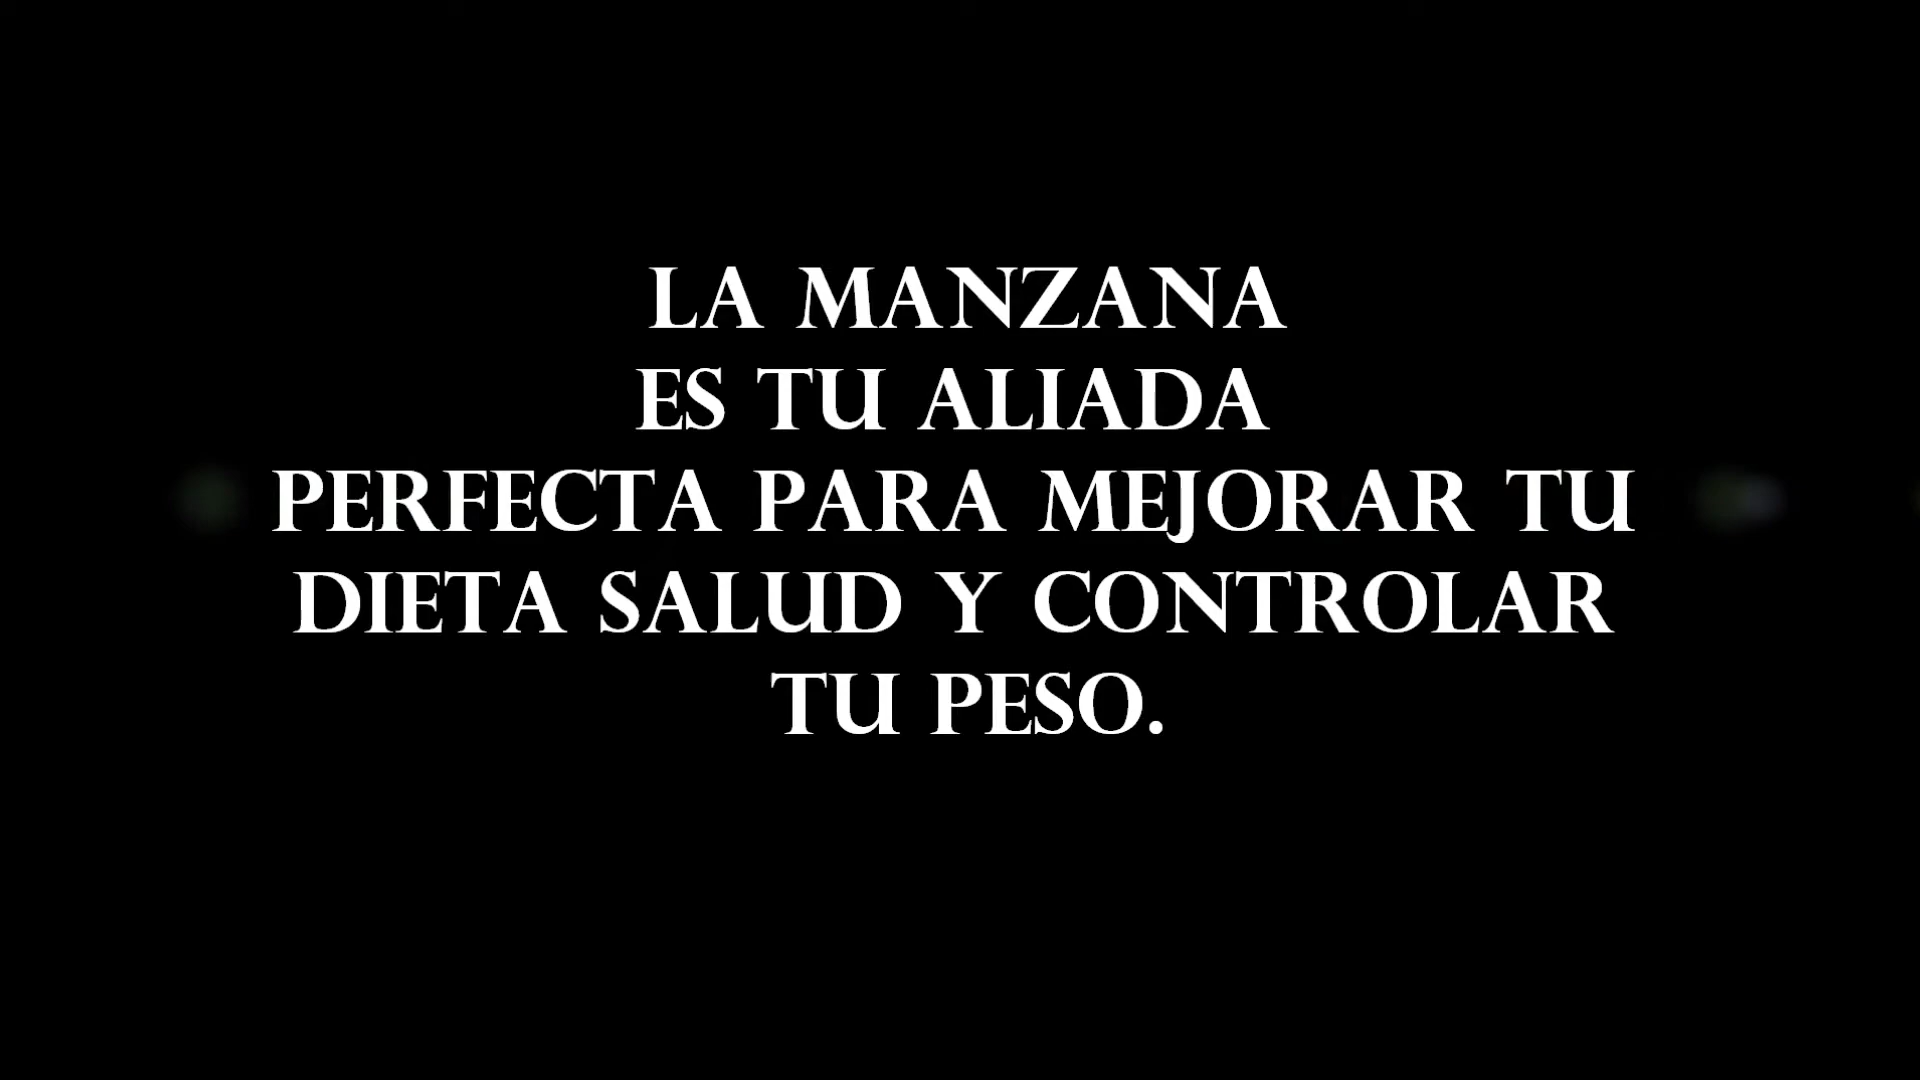 LA MANZANA
ES TU ALIADA
PERFECTA PARA MEJORAR TU
DIETA SALUD Y CONTROLAR
TU PESO.